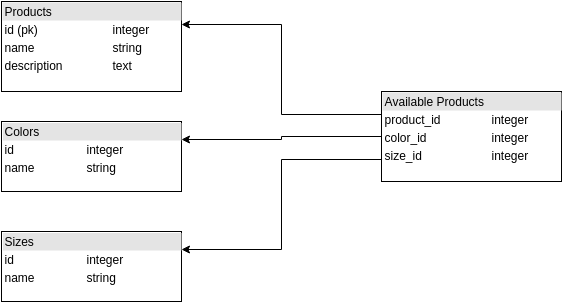 Products
id (pk) integer
name string
description text
Available Products
product_id integer
color_id integer
size_id integer
Colors
id integer
name string
Sizes
id integer
name string